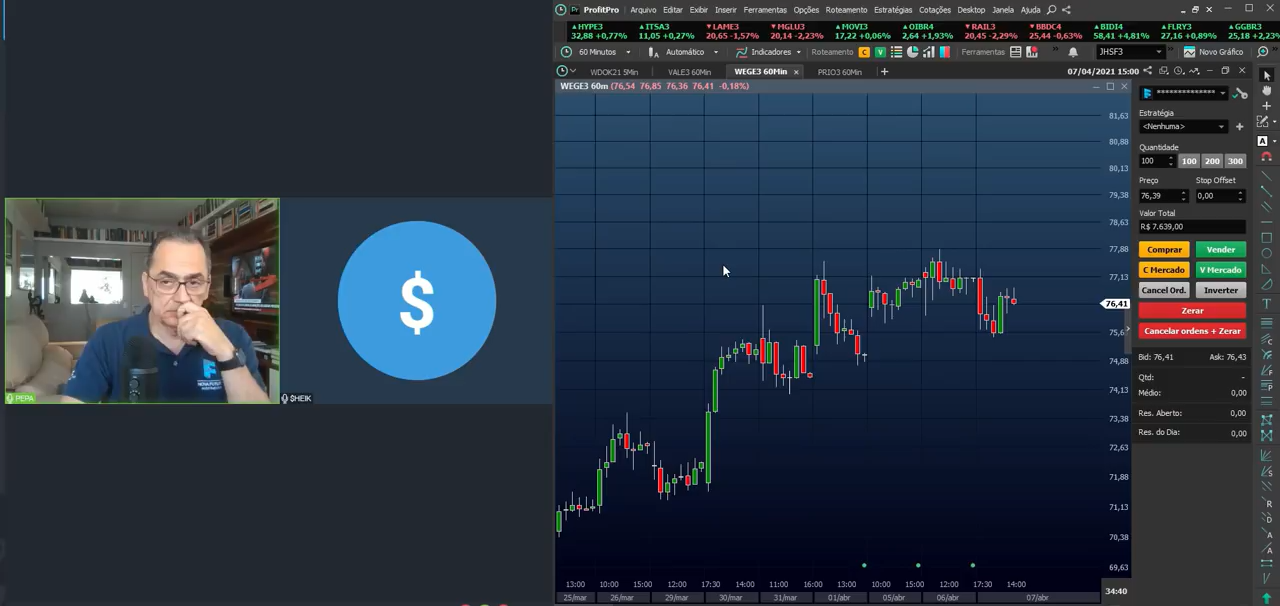 $
PEPA
$HEIK
ProfitPro
Arquivo Editar Exibir Inserir Ferramentas Opções Roteamento Estratégias Cotações Desktop Janela Ajuda
HYPE3 ITSA3 LAME3 MGLU3 MOVI3 OIBR4 RAIL3 BBDC4 BIDI4 FLRY3 GGBR3
32,88 +0,77% 11,05 +0,27% 20,65 -1,57% 20,14 -2,23% 17,22 +0,06% 2,64 +1,93% 20,45 -2,29% 25,44 -0,63% 58,41 +4,81% 27,16 +0,89% 25,18 +2,23%
60 Minutos Automático Indicadores Roteamento C V Ferramentas JHSF3 Novo Gráfico
WDOK21 5Min VALE3 60Min WEGE3 60Min PRIO3 60Min 07/04/2021 15:00
WEGE3 60m (76,54 76,85 76,36 76,41 -0,18%)
81,63
80,88
80,13
79,38
78,63
77,88
77,13
76,41
75,6
74,88
74,13
73,38
72,63
71,88
71,13
70,38
69,63
13:00 10:00 15:00 12:00 17:30 14:00 11:00 16:00 13:00 10:00 15:00 12:00 17:30 14:00
25/mar 26/mar 29/mar 30/mar 31/mar 01/abr 05/abr 06/abr 07/abr
34:40
**************
Estratégia
<Nenhuma>
Quantidade
100 100 200 300
Preço Stop Offset
76,39 0,00
Valor Total
R$ 7.639,00
Comprar Vender
C Mercado V Mercado
Cancel Ord. Inverter
Zerar
Cancelar ordens + Zerar
Bid: 76,41 Ask: 76,43
Qtd: -
Médio: 0,00
Res. Aberto: 0,00
Res. do Dia: 0,00